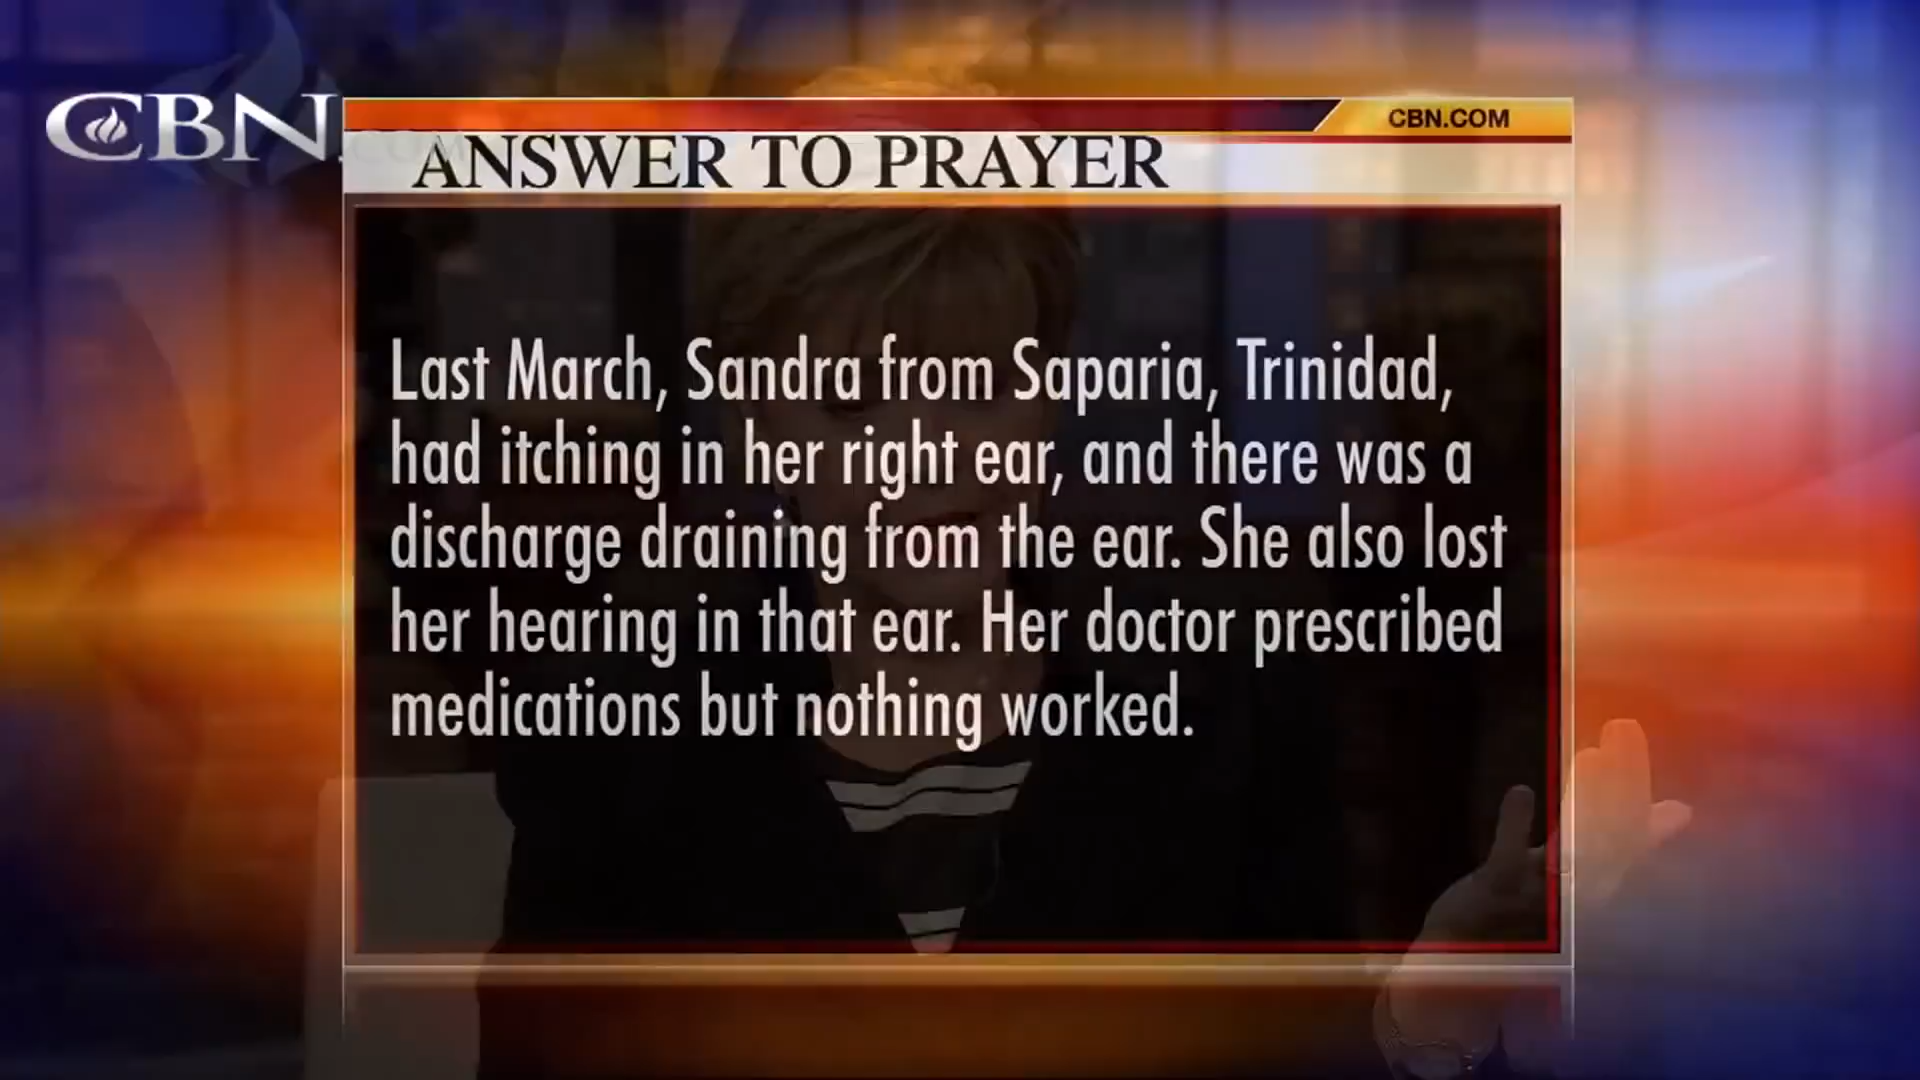 CBN.COM
CBN.COM
ANSWER TO PRAYER
Last March, Sandra from Saparia, Trinidad,
had itching in her right ear, and there was a
discharge draining from the ear. She also lost
her hearing in that ear. Her doctor prescribed
medications but nothing worked.